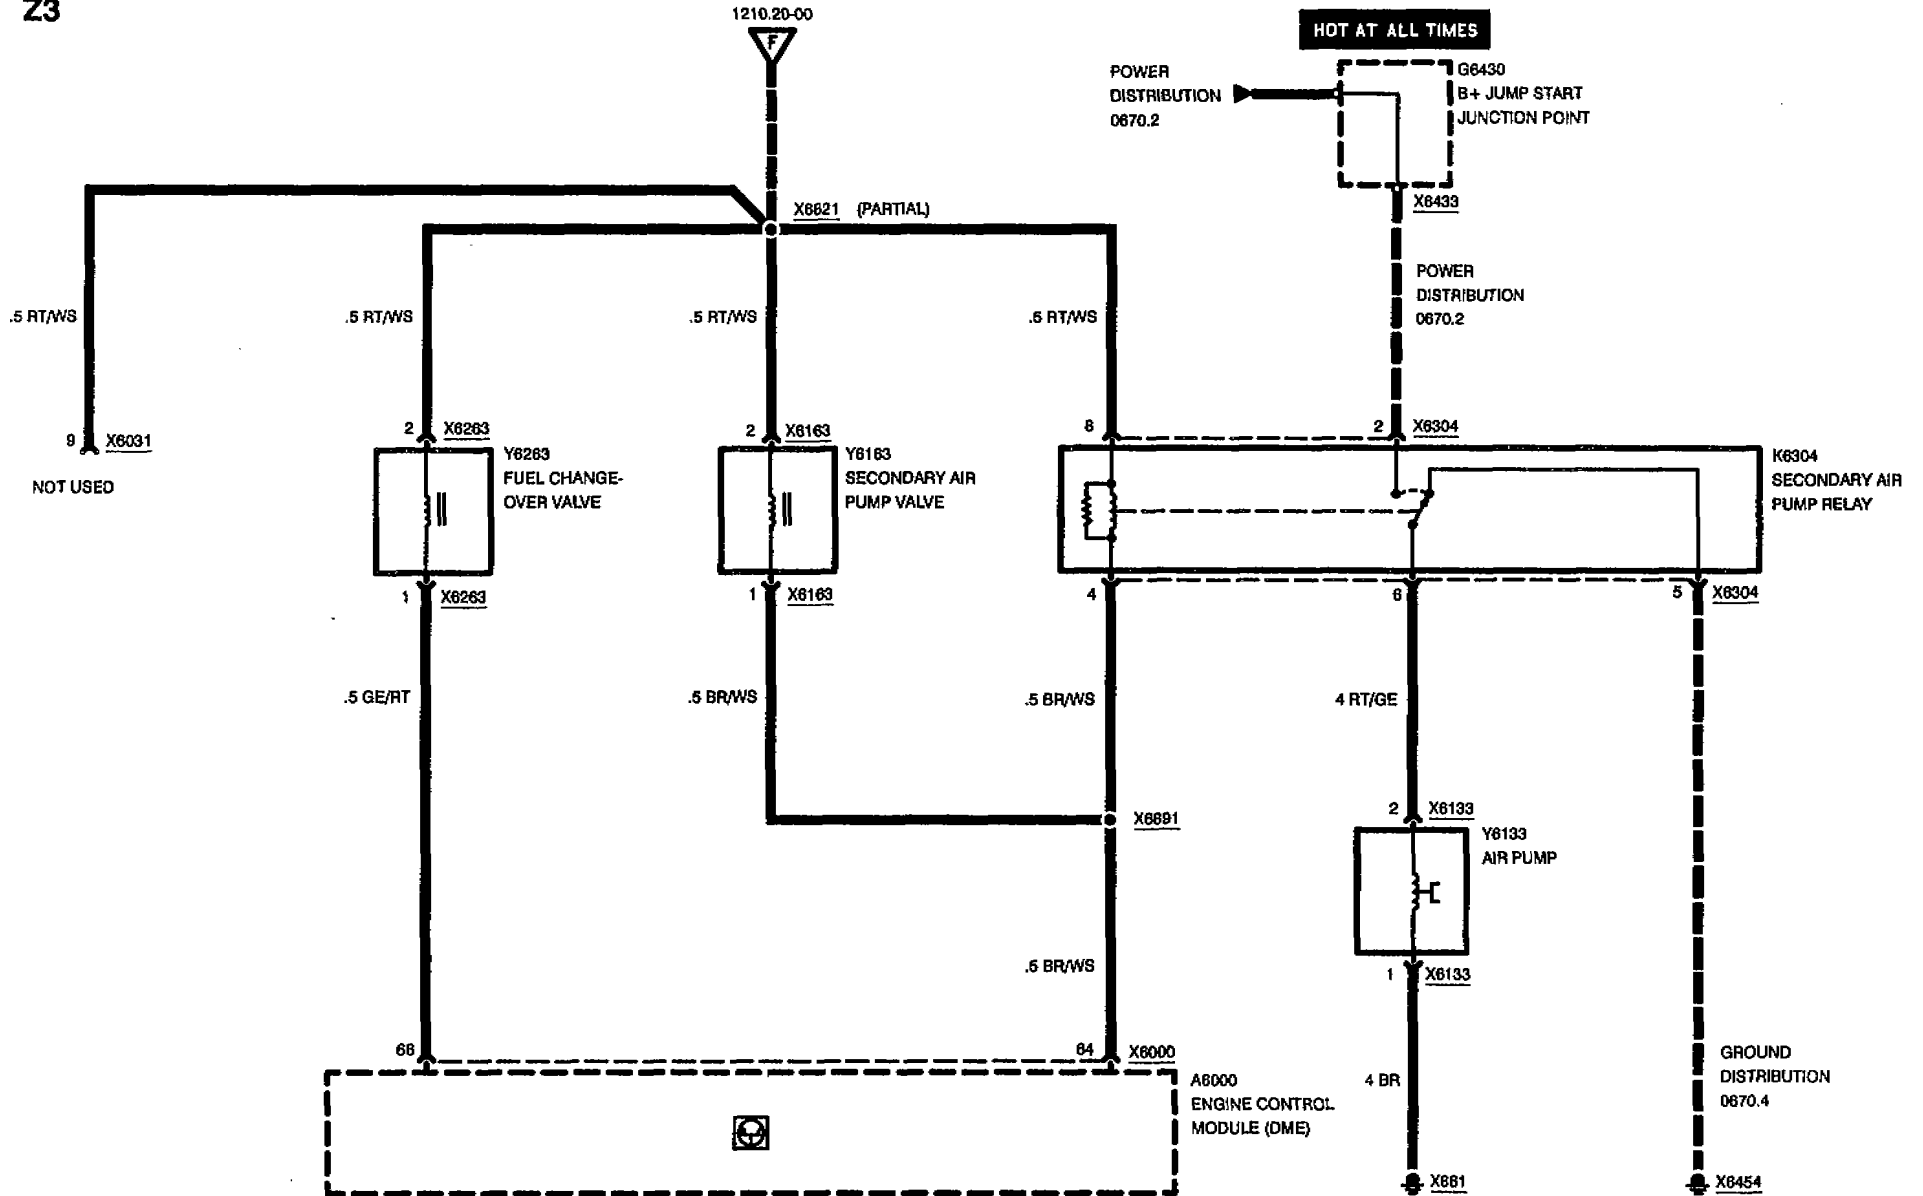 Z3
1210.20-00
F
HOT AT ALL TIMES
POWER
DISTRIBUTION
0670.2
G6430
B+ JUMP START
JUNCTION POINT
X6433
X6821 (PARTIAL)
POWER
DISTRIBUTION
0670.2
.5 RT/WS
.5 RT/WS
.5 RT/WS
.5 RT/WS
9 X6031
NOT USED
2 X6263
Y6263
FUEL CHANGE-
OVER VALVE
1 X6263
2 X6163
Y6163
SECONDARY AIR
PUMP VALVE
1 X6163
8
2 X6304
K6304
SECONDARY AIR
PUMP RELAY
4
6
5 X6304
.5 GE/RT
.5 BR/WS
.5 BR/WS
4 RT/GE
X6891
2 X6133
Y6133
AIR PUMP
1 X6133
.5 BR/WS
68
64 X6000
A6000
ENGINE CONTROL
MODULE (DME)
4 BR
GROUND
DISTRIBUTION
0670.4
X661
X6454